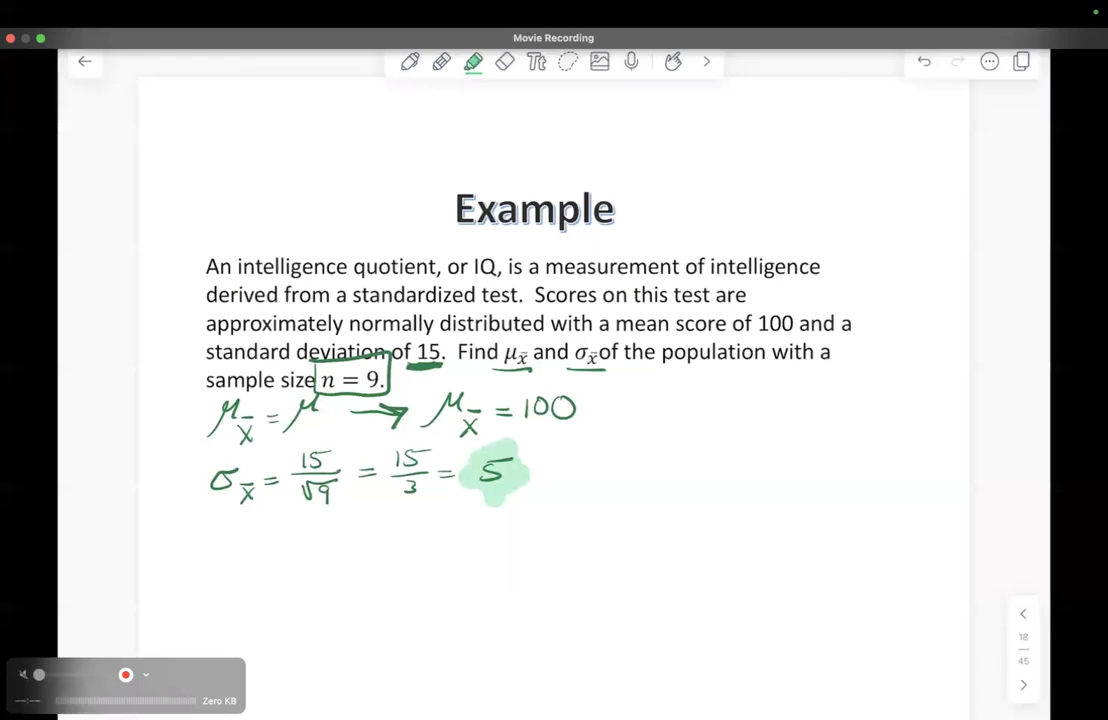 Movie Recording
Tt
Example
An intelligence quotient, or IQ, is a measurement of intelligence
derived from a standardized test. Scores on this test are
approximately normally distributed with a mean score of 100 and a
standard deviation of 15. Find μx̄ and σx̄ of the population with a
sample size n = 9.
μx̄ = μ → μx̄ = 100
σx̄ = 15/√9 = 15/3 = 5
18
45
--:--
Zero KB